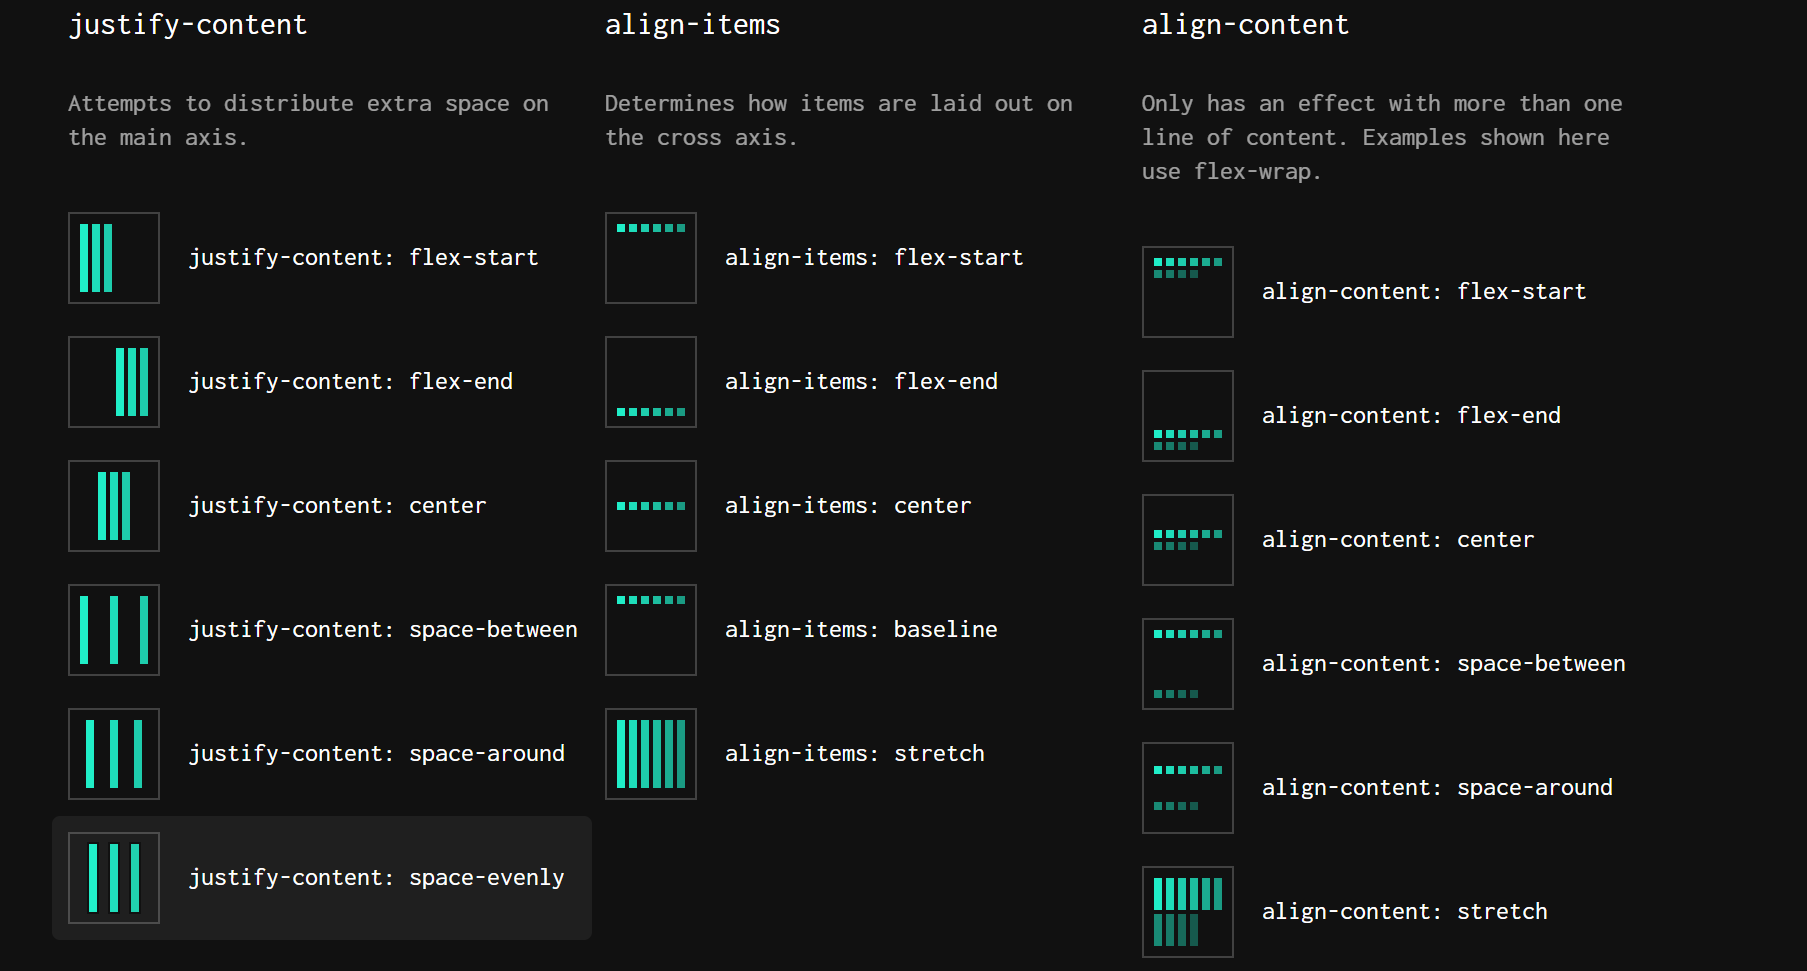 justify-content
Attempts to distribute extra space on
the main axis.
justify-content: flex-start
justify-content: flex-end
justify-content: center
justify-content: space-between
justify-content: space-around
justify-content: space-evenly
align-items
Determines how items are laid out on
the cross axis.
align-items: flex-start
align-items: flex-end
align-items: center
align-items: baseline
align-items: stretch
align-content
Only has an effect with more than one
line of content. Examples shown here
use flex-wrap.
align-content: flex-start
align-content: flex-end
align-content: center
align-content: space-between
align-content: space-around
align-content: stretch